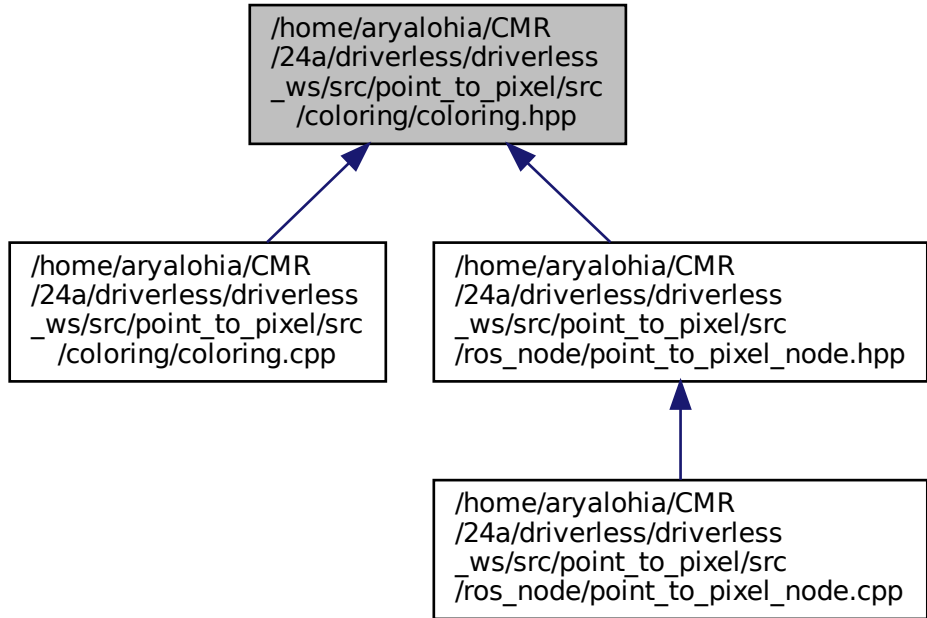 /home/aryalohia/CMR
/24a/driverless/driverless
_ws/src/point_to_pixel/src
/coloring/coloring.hpp
/home/aryalohia/CMR
/24a/driverless/driverless
_ws/src/point_to_pixel/src
/coloring/coloring.cpp
/home/aryalohia/CMR
/24a/driverless/driverless
_ws/src/point_to_pixel/src
/ros_node/point_to_pixel_node.hpp
/home/aryalohia/CMR
/24a/driverless/driverless
_ws/src/point_to_pixel/src
/ros_node/point_to_pixel_node.cpp